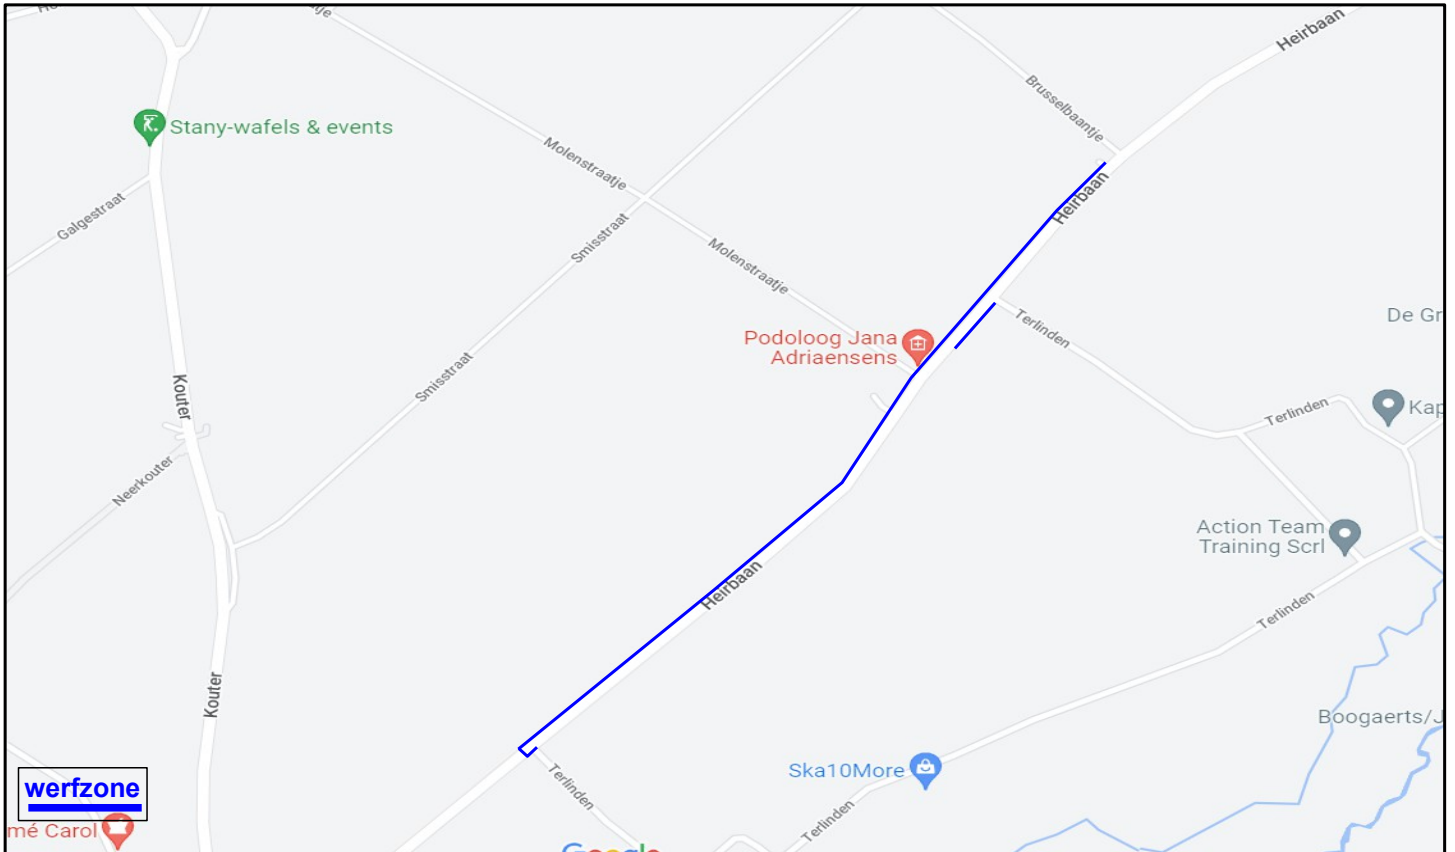 Heirbaan
Brusselbaantje
Stany-wafels & events
Molenstraatje
Heirbaan
Galgestraat
Smisstraat
Molenstraatje
Terlinden
De Gr
Podoloog Jana
Adriaensens
Smisstraat
Kouter
Terlinden
Kap
Neerkouter
Action Team
Training Scrl
Heirbaan
Terlinden
Kouter
Boogaerts/J
werfzone
Terlinden
Ska10More
Terlinden
mé Carol
Google